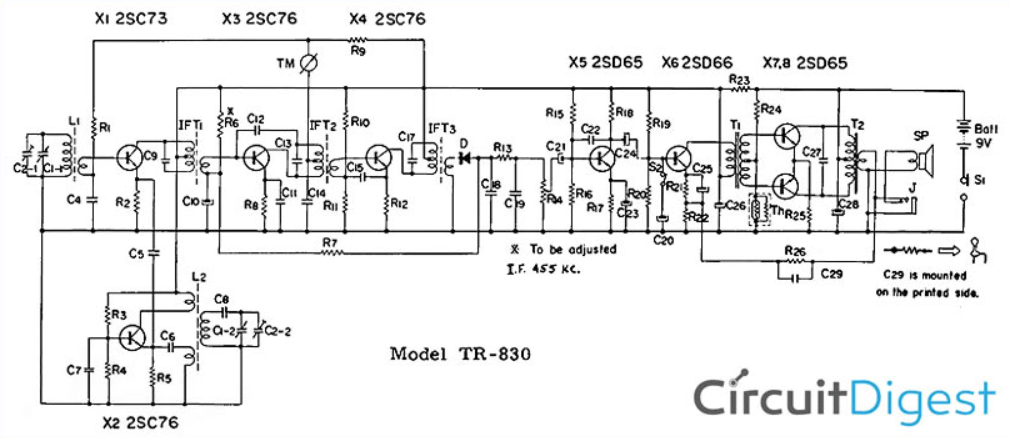 X1 2SC73 X3 2SC76 X4 2SC76
R9
TM
X5 2SD65 X6 2SD66 X7,8 2SD65
R23
L1 R1 IFT1 X R6 C12 C13 IFT2 R10 C17 IFT3
R15 R18 R19 R24
C2-1 C1-1 C9 D R13 C21 C22 C24 S2 T1 T2 SP
Batt
9V
C15 C25 C27
C4 R2 C10 R8 C11 C14 R11 R12 C18 C19 R14 R16 R17 C23 R20 R21 R22 C26 Th R25 C28 J S1
C20
C5 R7
X To be adjusted
I.F. 455 KC.
R26
C29
C29 is mounted
on the printed side.
L2
R3 C8
C6 C1-2 C2-2
C7 R4 R5
Model TR-830
X2 2SC76
CircuitDigest